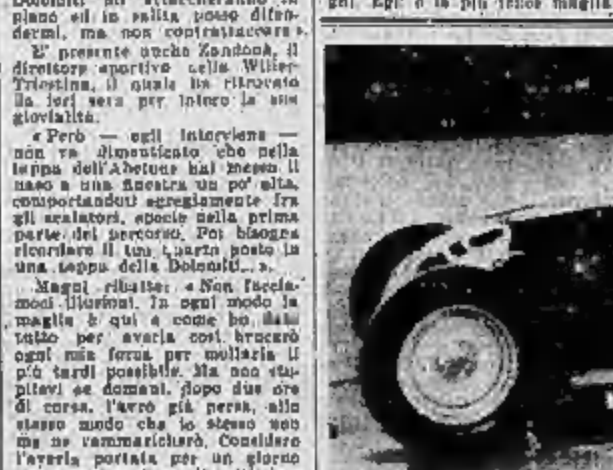 piano ed in salita posso difen-
dermi, ma non contrattaccare ».
E' presente anche Zandonà, il
direttore sportivo della Wilier-
Triestina, il quale ha ritrovato
da ieri sera per intero la sua
giovialità.
« Però — egli interviene —
non va dimenticato che nella
tappa dell'Abetone hai messo il
naso a una finestra un po' alta,
comportandoti egregiamente fra
gli scalatori, specie nella prima
parte del percorso. Poi bisogna
ricordare il tuo quarto posto in
una tappa delle Dolomiti... ».
Magni ribatte: « Non faccia-
moci illusioni. In ogni modo la
maglia è qui e come ho dato
tutto per averla così brucerò
ogni mia forza per mollarla il
più tardi possibile. Ma non stu-
pitevi se domani, dopo due ore
di corsa, l'avrò già persa, allo
stesso modo che io stesso non
me ne rammaricherò. Considero
l'averla portata per un giorno
più maglia